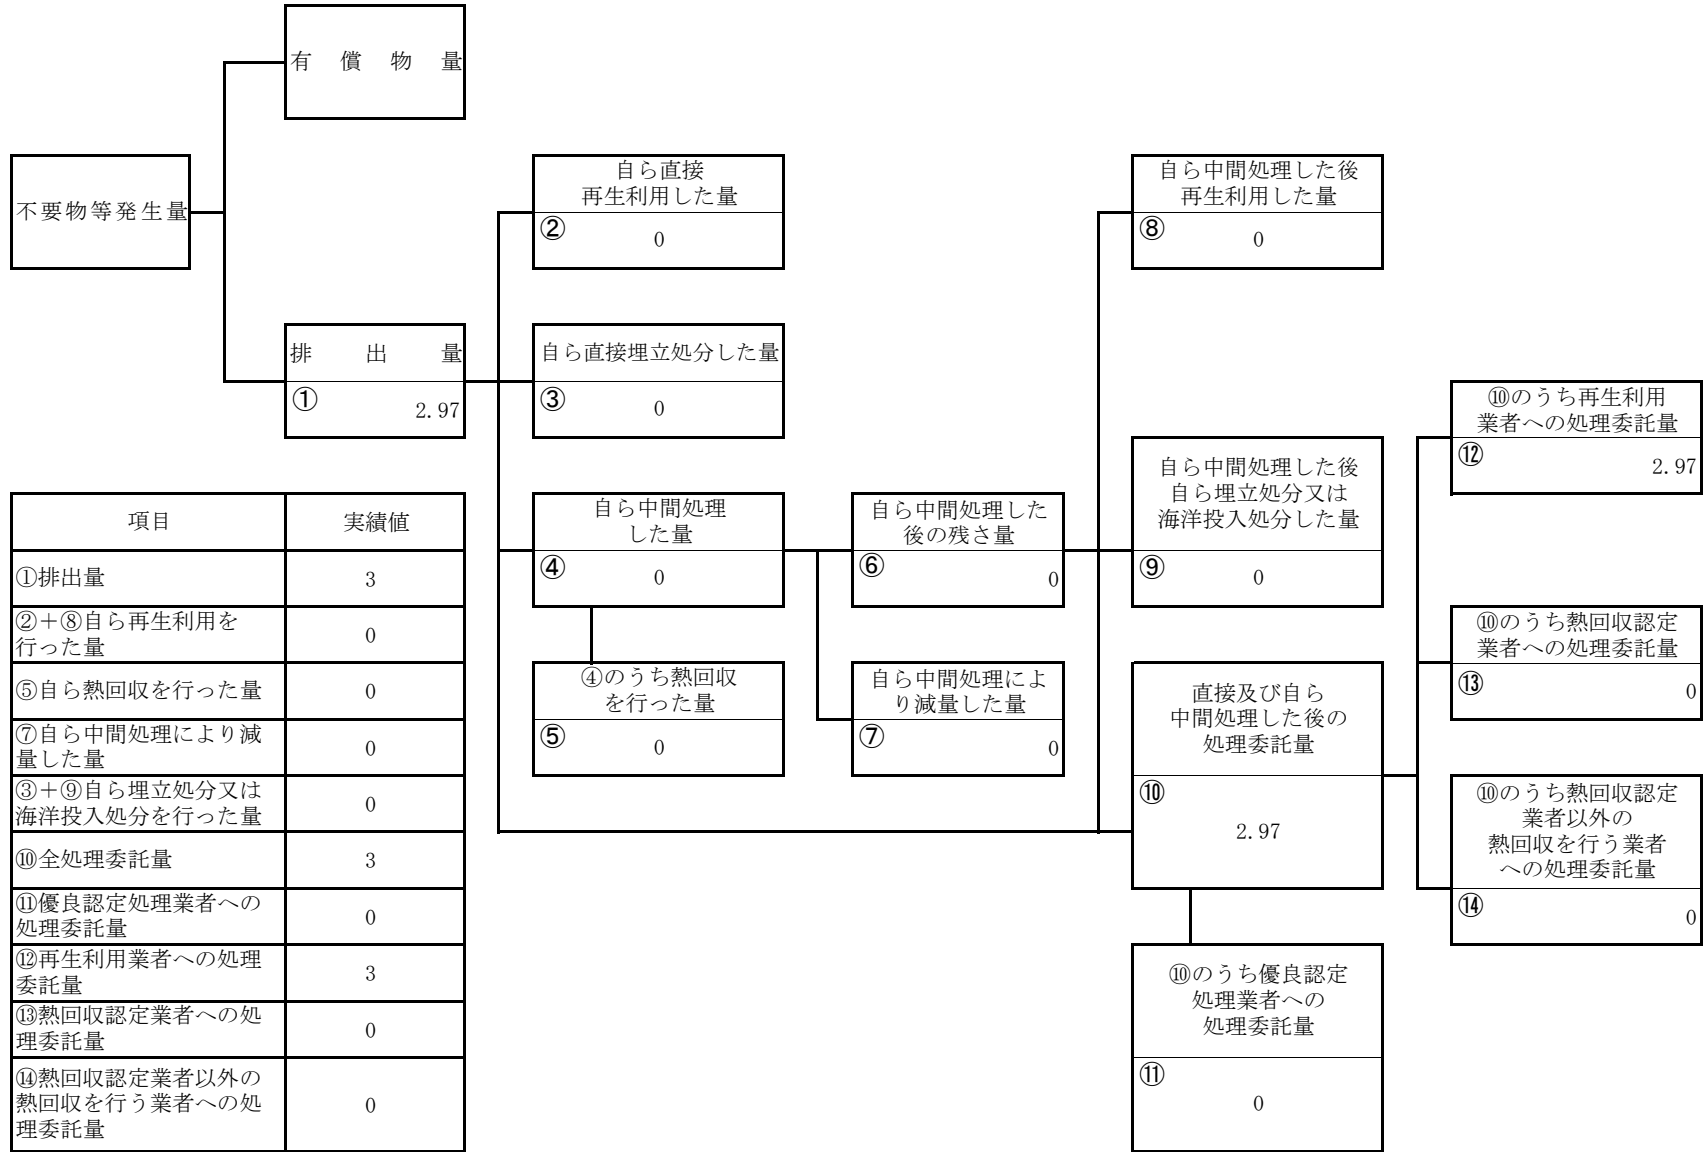 有償物量
不要物等発生量
自ら直接
再生利用した量
②
0
自ら中間処理した後
再生利用した量
⑧
0
排出量
①
2.97
自ら直接埋立処分した量
③
0
⑩のうち再生利用
業者への処理委託量
⑫
2.97
自ら中間処理した後
自ら埋立処分又は
海洋投入処分した量
⑨
0
自ら中間処理
した量
④
0
自ら中間処理した
後の残さ量
⑥
0
⑩のうち熱回収認定
業者への処理委託量
⑬
0
④のうち熱回収
を行った量
⑤
0
自ら中間処理によ
り減量した量
⑦
0
直接及び自ら
中間処理した後の
処理委託量
⑩
2.97
⑩のうち熱回収認定
業者以外の
熱回収を行う業者
への処理委託量
⑭
0
⑩のうち優良認定
処理業者への
処理委託量
⑪
0
項目 実績値
①排出量 3
②＋⑧自ら再生利用を
行った量 0
⑤自ら熱回収を行った量 0
⑦自ら中間処理により減
量した量 0
③＋⑨自ら埋立処分又は
海洋投入処分を行った量 0
⑩全処理委託量 3
⑪優良認定処理業者への
処理委託量 0
⑫再生利用業者への処理
委託量 3
⑬熱回収認定業者への処
理委託量 0
⑭熱回収認定業者以外の
熱回収を行う業者への処
理委託量 0